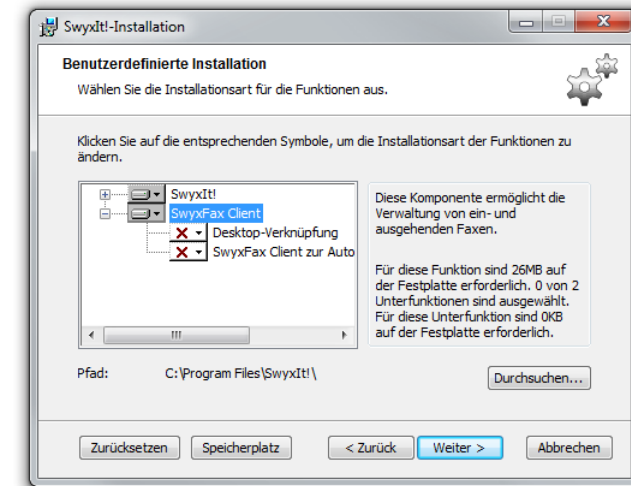 SwyxIt!-Installation
Benutzerdefinierte Installation
Wählen Sie die Installationsart für die Funktionen aus.
Klicken Sie auf die entsprechenden Symbole, um die Installationsart der Funktionen zu
ändern.
SwyxIt!
SwyxFax Client
Desktop-Verknüpfung
SwyxFax Client zur Auto
Diese Komponente ermöglicht die
Verwaltung von ein- und
ausgehenden Faxen.
Für diese Funktion sind 26MB auf
der Festplatte erforderlich. 0 von 2
Unterfunktionen sind ausgewählt.
Für diese Unterfunktion sind 0KB
auf der Festplatte erforderlich.
Pfad: C:\Program Files\SwyxIt!\
Durchsuchen...
Zurücksetzen Speicherplatz < Zurück Weiter > Abbrechen